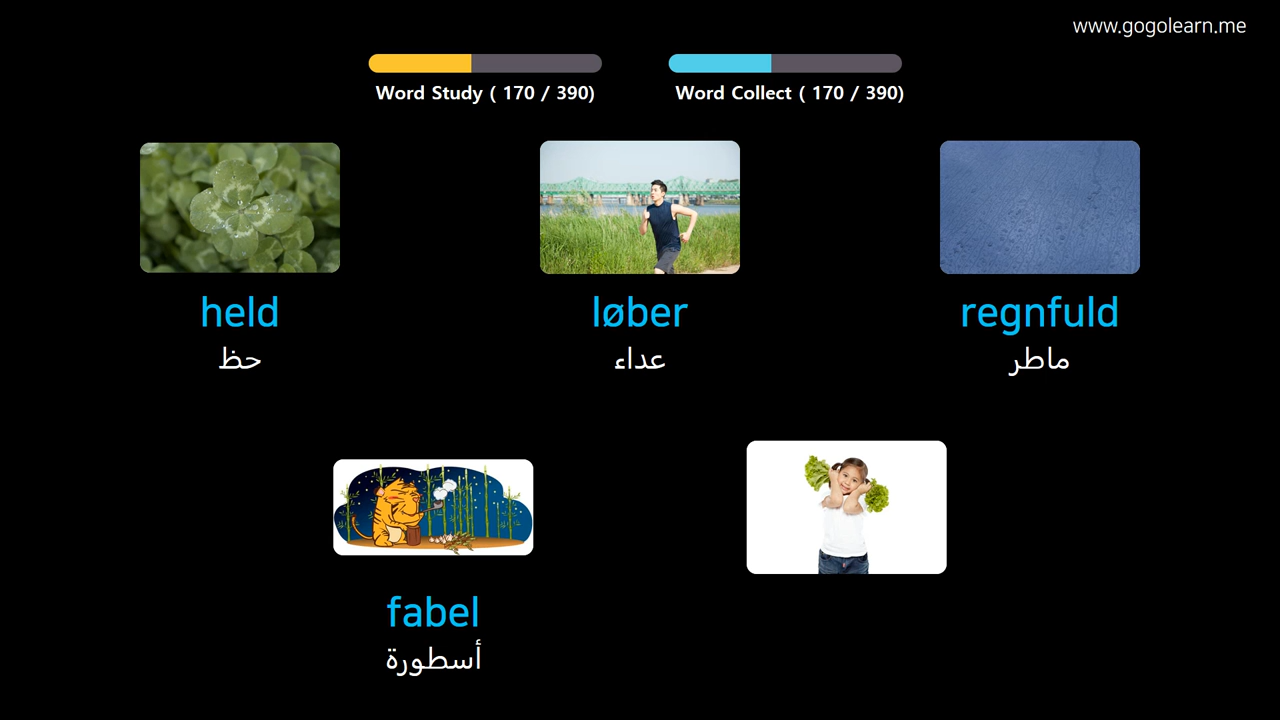 www.gogolearn.me
Word Study ( 170 / 390)
Word Collect ( 170 / 390)
held
حظ
løber
عداء
regnfuld
ماطر
fabel
أسطورة